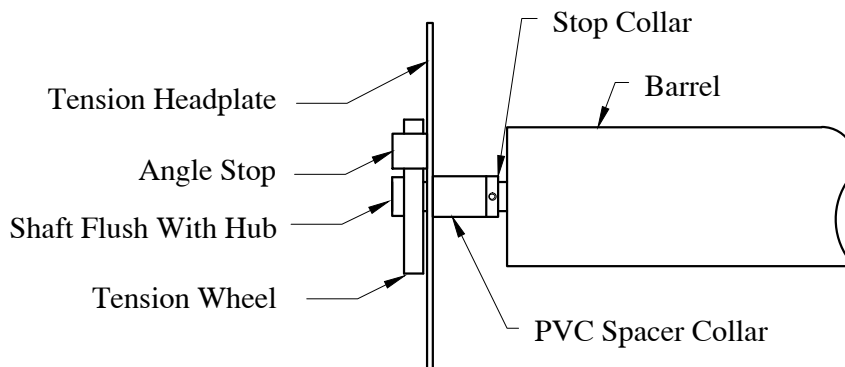 Stop Collar
Barrel
Tension Headplate
Angle Stop
Shaft Flush With Hub
Tension Wheel
PVC Spacer Collar